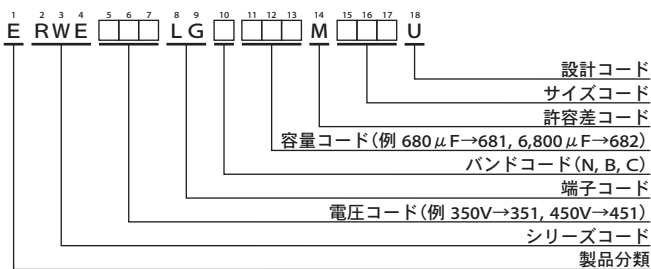 1 2 3 4 5 6 7 8 9 10 11 12 13 14 15 16 17 18
E RWE □□□ LG □ □□□ M □□□ U
設計コード
サイズコード
許容差コード
容量コード(例 680μF→681, 6,800μF→682)
バンドコード(N, B, C)
端子コード
電圧コード(例 350V→351, 450V→451)
シリーズコード
製品分類